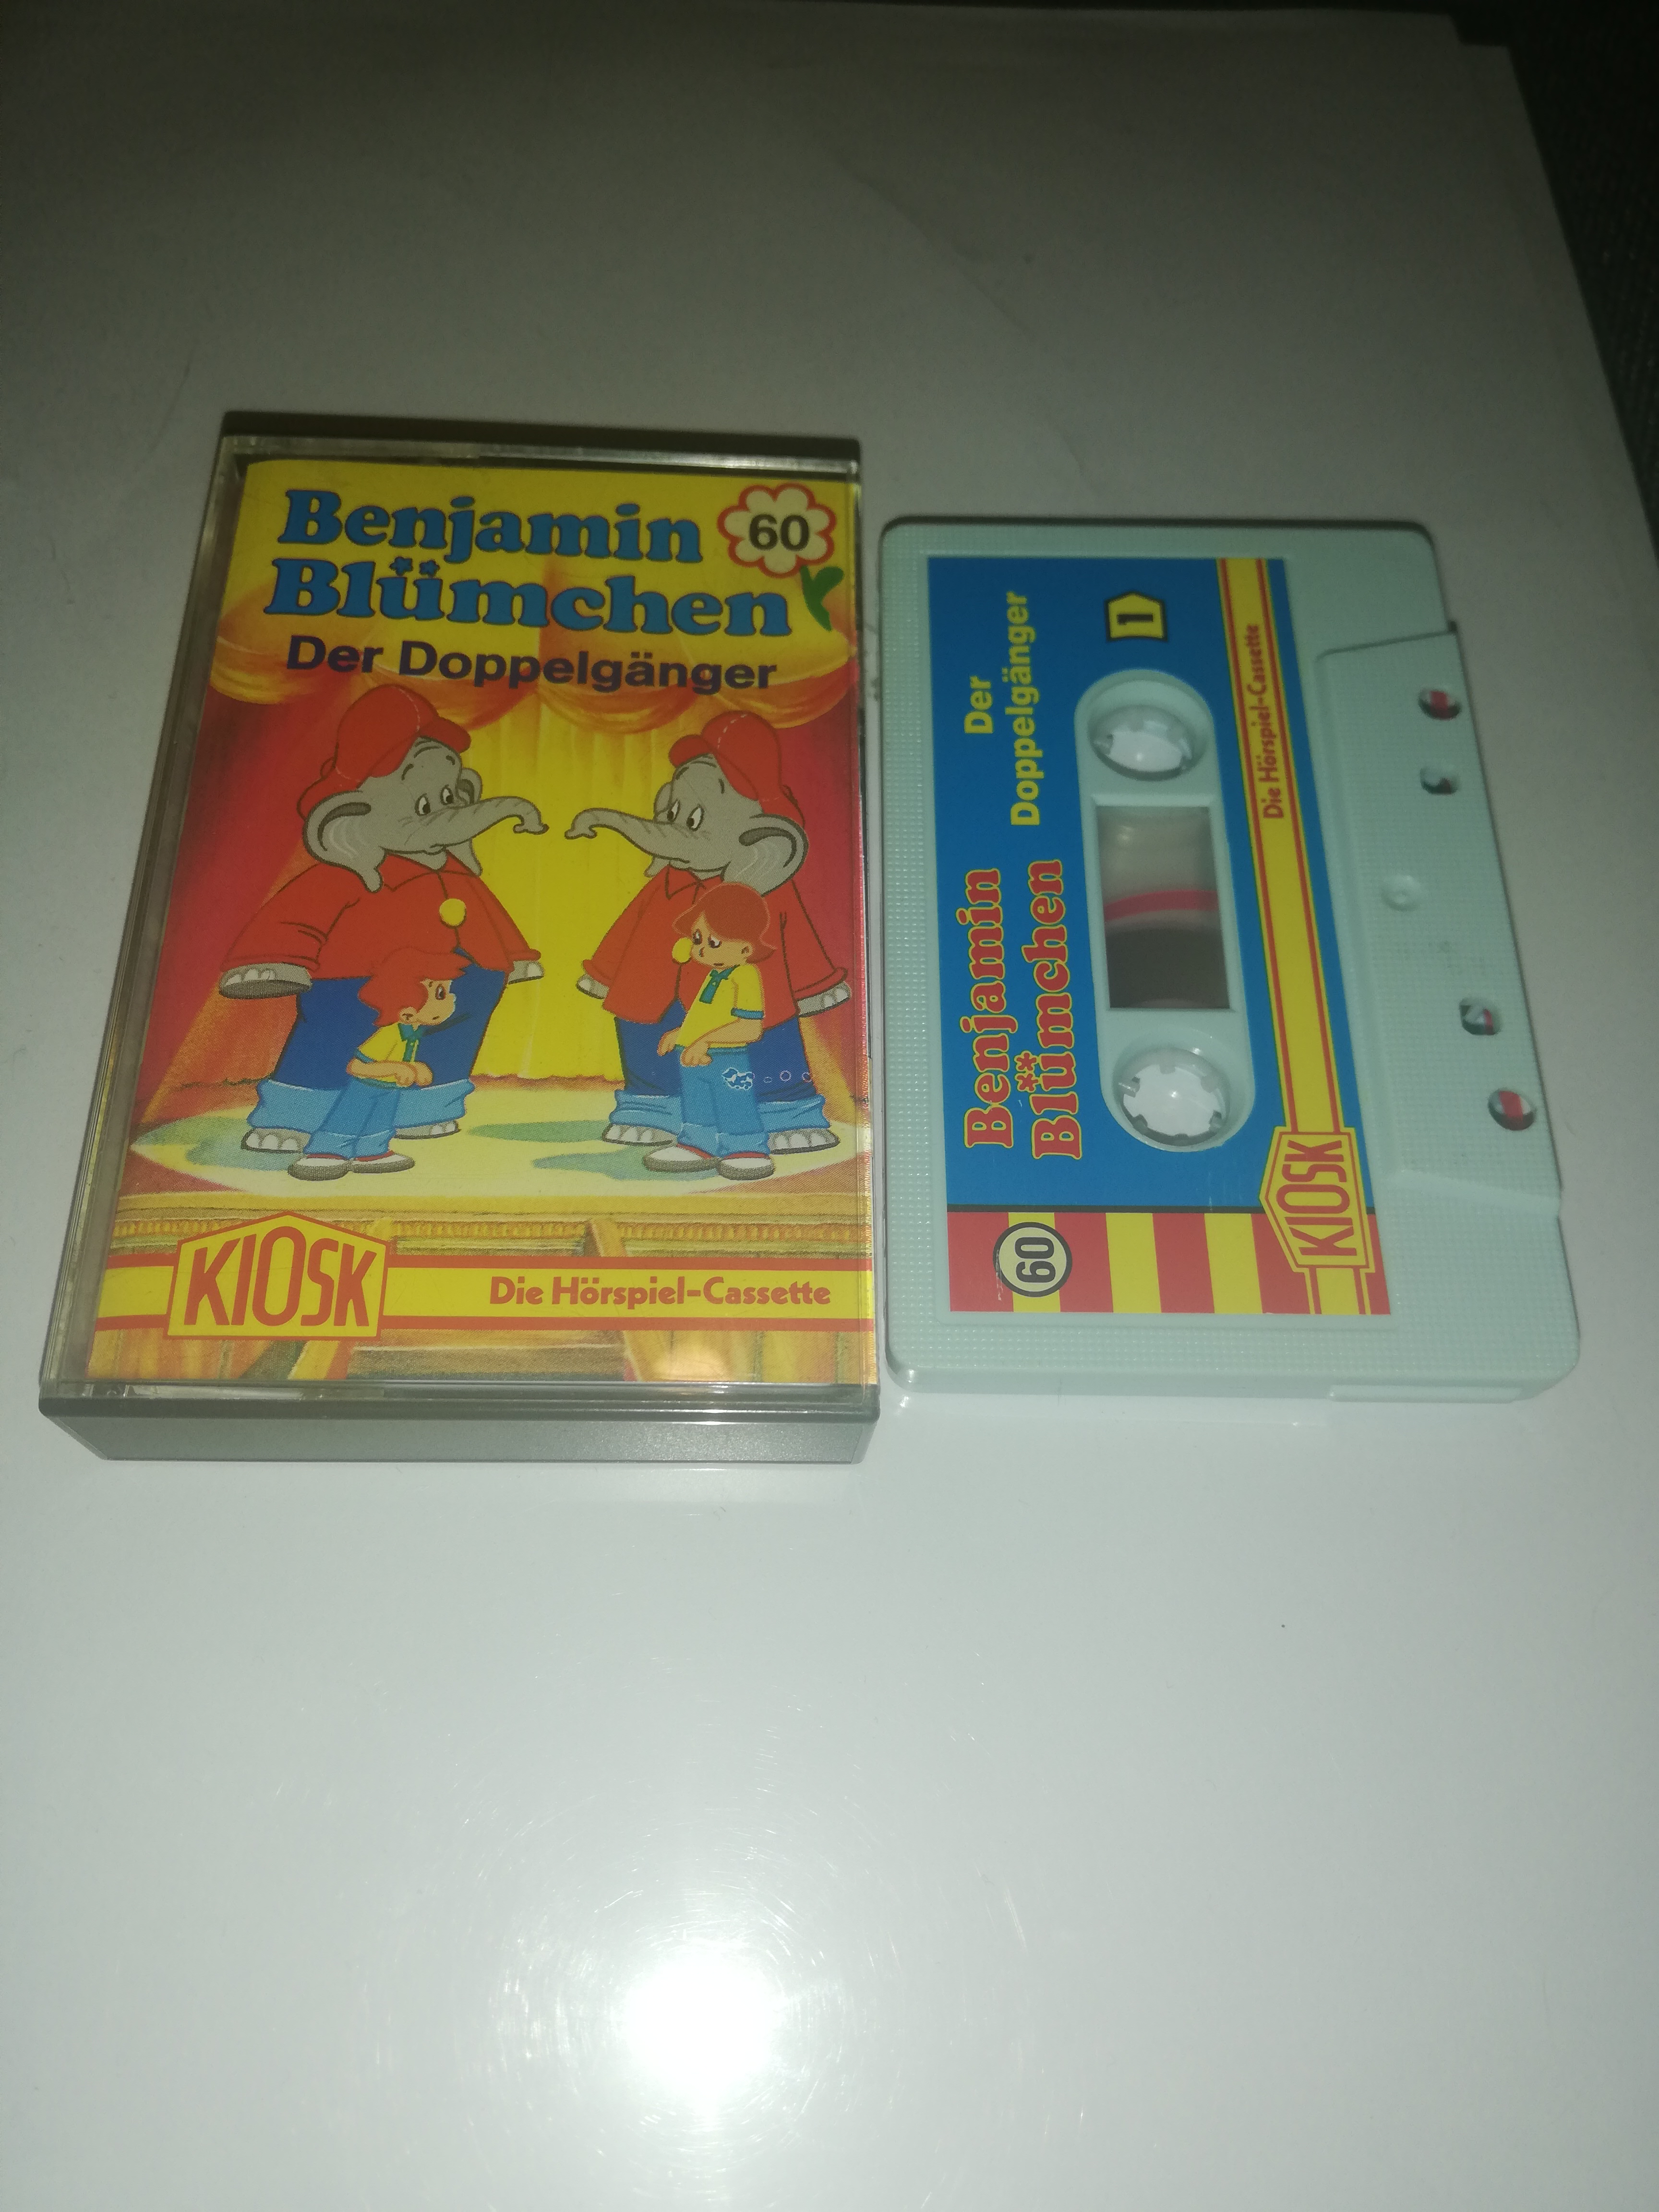 Benjamin
Blümchen
60
Der Doppelgänger
KIOSK
Die Hörspiel-Cassette
Benjamin
Blümchen
Der
Doppelgänger
1
60
KIOSK
Die Hörspiel-Cassette